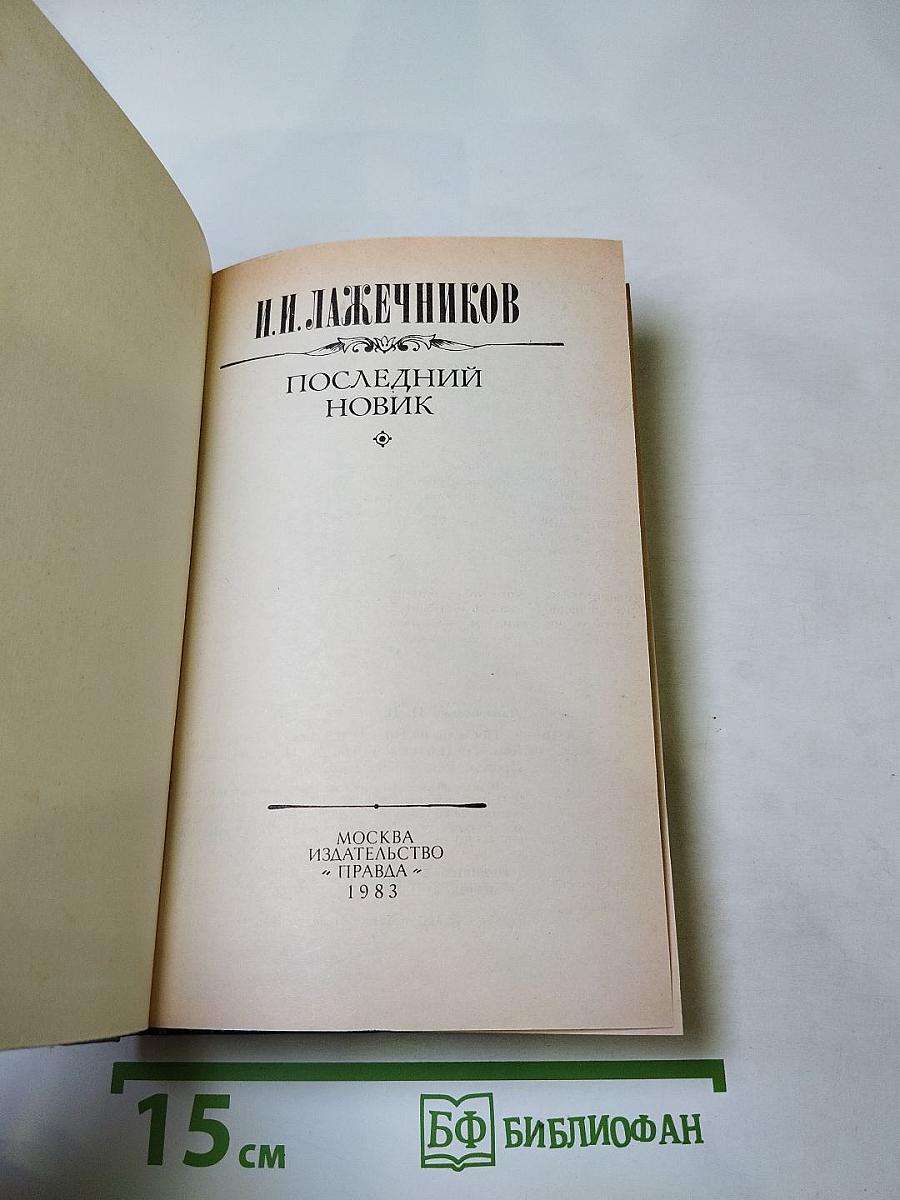 И.И.ЛАЖЕЧНИКОВ
ПОСЛЕДНИЙ
НОВИК
МОСКВА
ИЗДАТЕЛЬСТВО
„ ПРАВДА “
1983
15 см
БФ БИБЛИОФАН